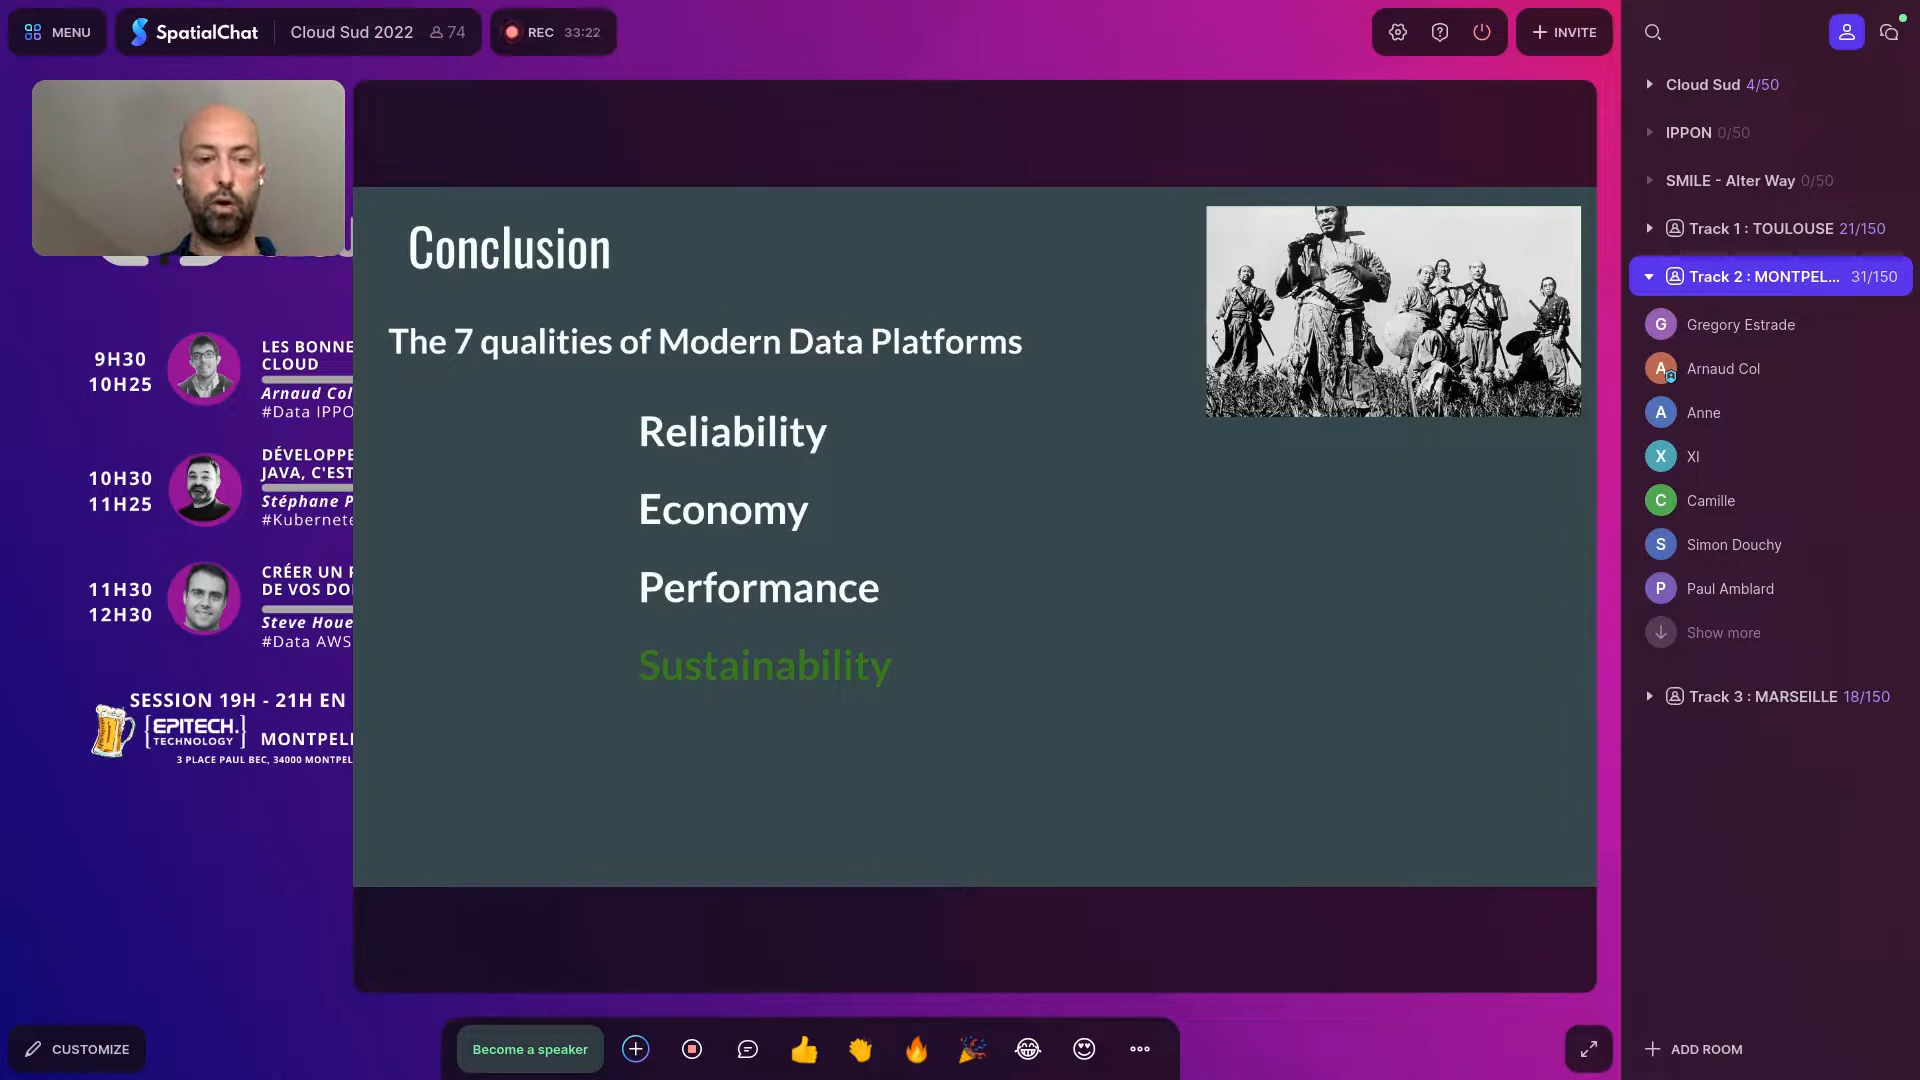 MENU
SpatialChat
Cloud Sud 2022
74
REC 33:22
INVITE
9H30
10H25
LES BONNE
CLOUD
Arnaud Col
#Data IPPO
10H30
11H25
DÉVELOPPE
JAVA, C'EST
Stéphane P
#Kubernete
11H30
12H30
CRÉER UN
DE VOS DO
Steve Houe
#Data AWS
SESSION 19H - 21H EN
[EPITECH.]
TECHNOLOGY
MONTPELI
3 PLACE PAUL BEC, 34000 MONTPEL
Conclusion
The 7 qualities of Modern Data Platforms
Reliability
Economy
Performance
Sustainability
Cloud Sud 4/50
IPPON 0/50
SMILE - Alter Way 0/50
Track 1 : TOULOUSE 21/150
Track 2 : MONTPEL... 31/150
G Gregory Estrade
A Arnaud Col
A Anne
X XI
C Camille
S Simon Douchy
P Paul Amblard
Show more
Track 3 : MARSEILLE 18/150
CUSTOMIZE
Become a speaker
ADD ROOM